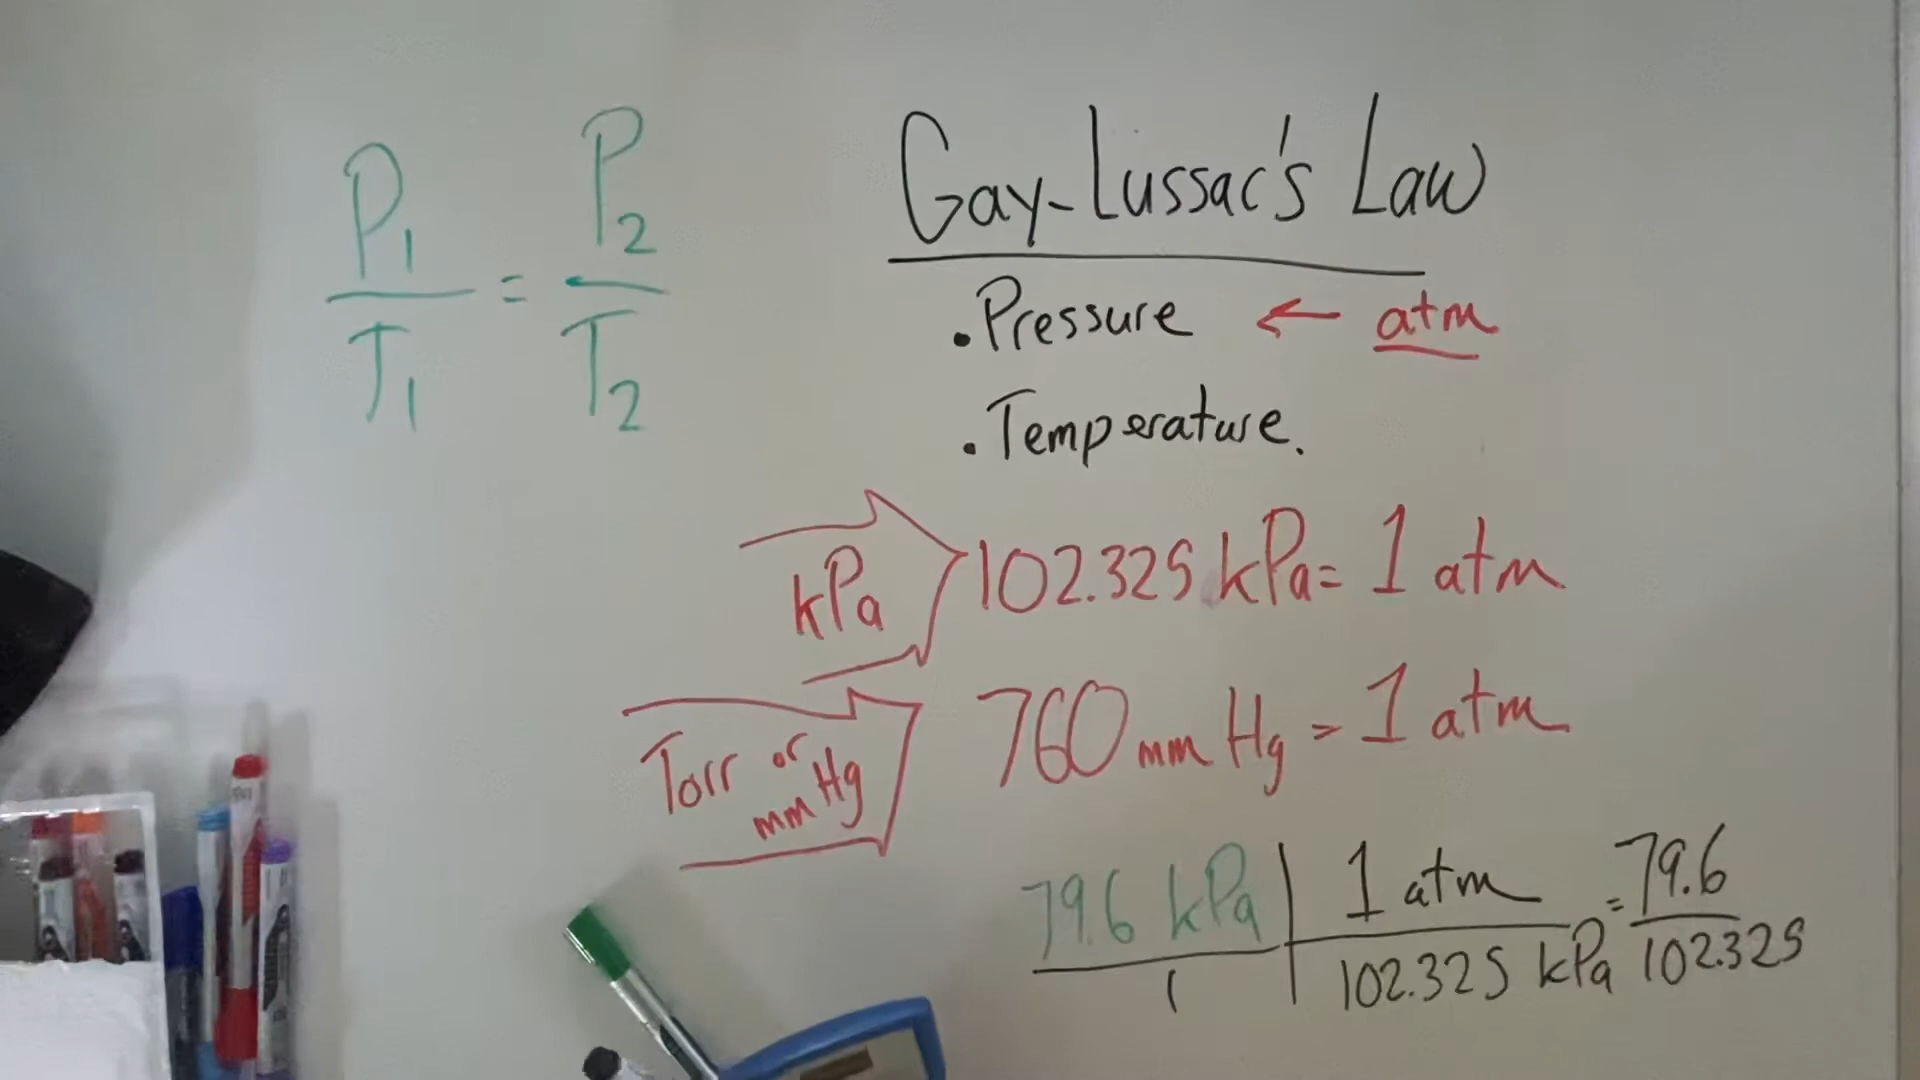 P₁/T₁ = P₂/T₂
Gay-Lussac's Law
• Pressure ← atm
• Temperature.
kPa 102.325 kPa = 1 atm
Torr or mm Hg 760 mm Hg = 1 atm
79.6 kPa / 1 | 1 atm / 102.325 kPa = 79.6 / 102.325